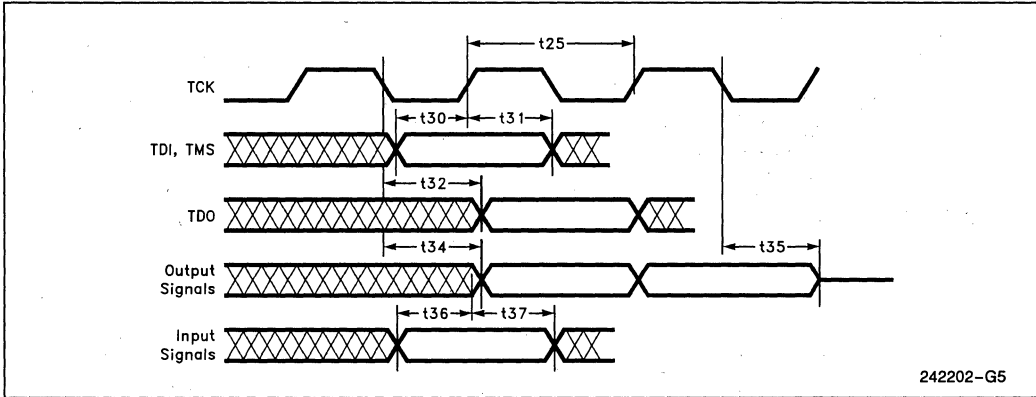 t25
TCK
t30
t31
TDI, TMS
t32
TDO
t34
t35
Output
Signals
t36
t37
Input
Signals
242202-G5